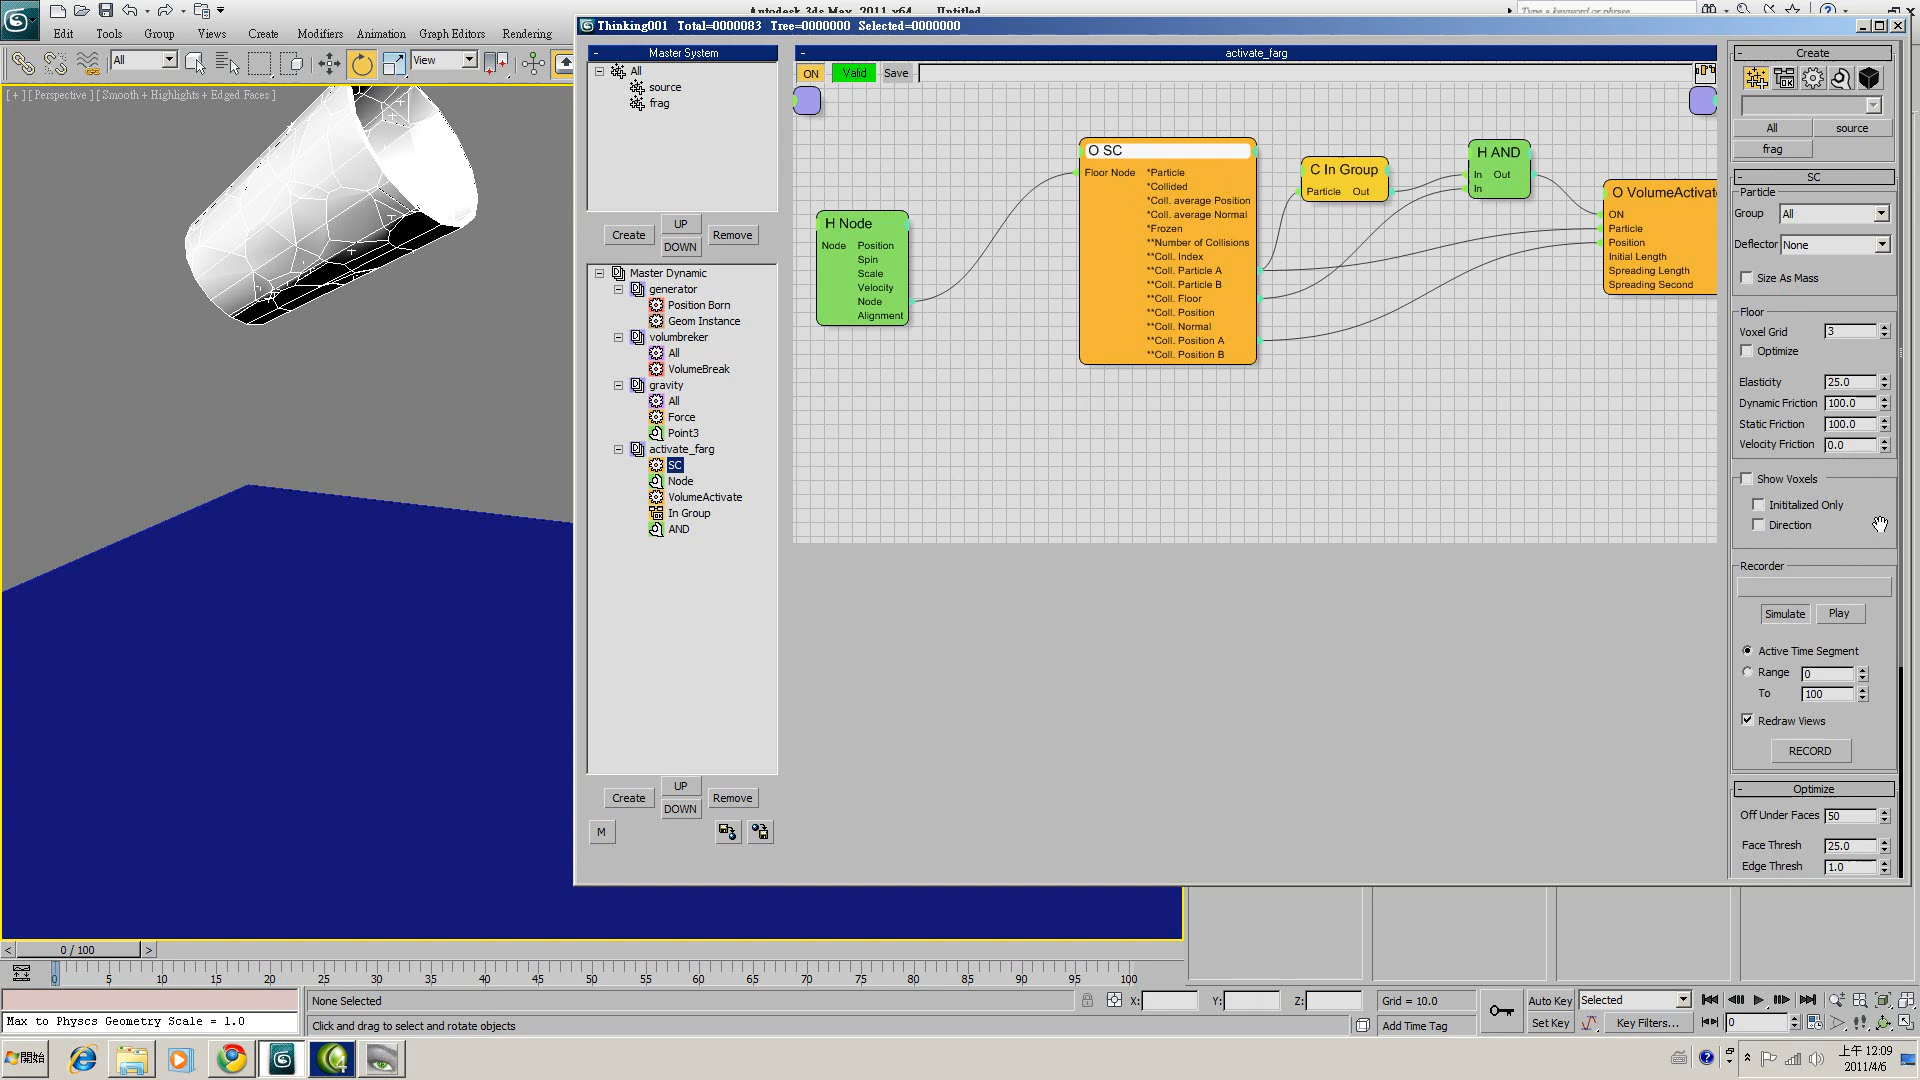 Autodesk 3ds Max 2011 x64 Untitled
Type a keyword or phrase
Edit Tools Group Views Create Modifiers Animation Graph Editors Rendering
All
View
[ + ] [ Perspective ] [ Smooth + Highlights + Edged Faces ]
Thinking001 Total=0000083 Tree=0000000 Selected=0000000
- Master System
All
source
frag
Create UP Remove
DOWN
Master Dynamic
generator
Position Born
Geom Instance
volumbreker
All
VolumeBreak
gravity
All
Force
Point3
activate_farg
SC
Node
VolumeActivate
In Group
AND
Create UP Remove
DOWN
M
- activate_farg
ON Valid Save
H Node
Node Position
Spin
Scale
Velocity
Node
Alignment
O SC
Floor Node *Particle
*Collided
*Coll. average Position
*Coll. average Normal
*Frozen
**Number of Collisions
**Coll. Index
**Coll. Particle A
**Coll. Particle B
**Coll. Floor
**Coll. Position
**Coll. Normal
**Coll. Position A
**Coll. Position B
C In Group
Particle Out
H AND
In Out
In
O VolumeActivat
ON
Particle
Position
Initial Length
Spreading Length
Spreading Second
- Create
All source
frag
- SC
Particle
Group All
Deflector None
Size As Mass
Floor
Voxel Grid 3
Optimize
Elasticity 25.0
Dynamic Friction 100.0
Static Friction 100.0
Velocity Friction 0.0
Show Voxels
Inititalized Only
Direction
Recorder
Simulate Play
Active Time Segment
Range 0
To 100
Redraw Views
RECORD
- Optimize
Off Under Faces 50
Face Thresh 25.0
Edge Thresh 1.0
< 0 / 100 >
0 5 10 15 20 25 30 35 40 45 50 55 60 65 70 75 80 85 90 95 100
None Selected X: Y: Z: Grid = 10.0 Auto Key Selected
Max to Physcs Geometry Scale = 1.0
Click and drag to select and rotate objects Add Time Tag Set Key Key Filters... 0
開始
上午 12:09
2011/4/6